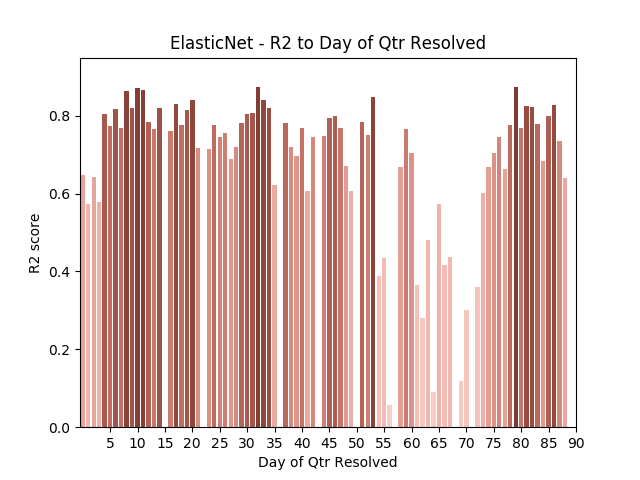 ElasticNet - R2 to Day of Qtr Resolved
R2 score
0.8
0.6
0.4
0.2
0.0
5 10 15 20 25 30 35 40 45 50 55 60 65 70 75 80 85 90
Day of Qtr Resolved